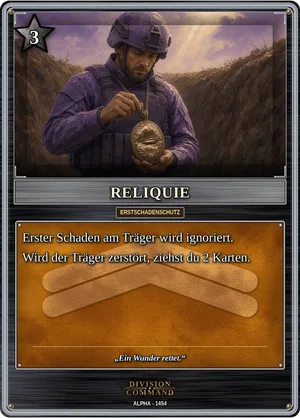 3
RELIQUIE
ERSTSCHADENSCHUTZ
Erster Schaden am Träger wird ignoriert.
Wird der Träger zerstört, ziehst du 2 Karten.
„Ein Wunder rettet.”
DIVISION
COMMAND
ALPHA - 1454